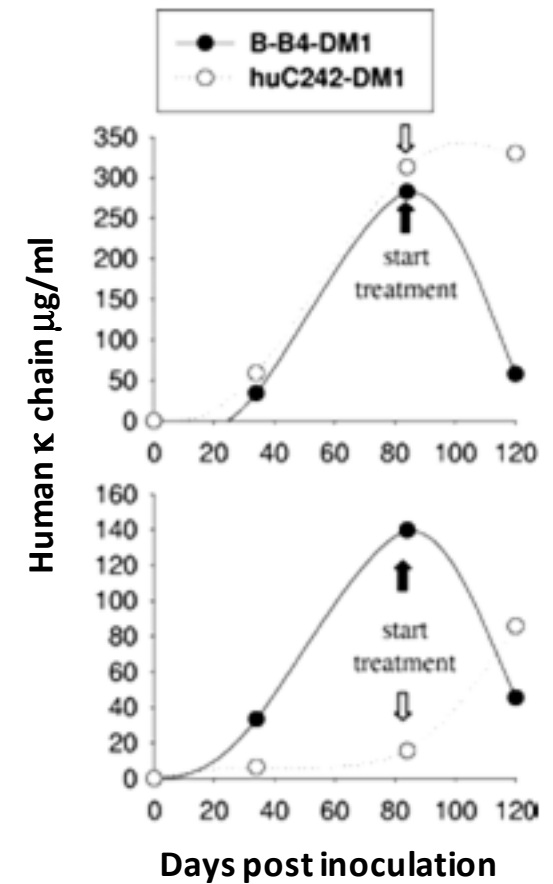 B-B4-DM1
huC242-DM1
Human κ chain µg/ml
350
300
250
200
150
100
50
0
start
treatment
0 20 40 60 80 100 120
160
140
120
100
80
60
40
20
0
start
treatment
0 20 40 60 80 100 120
Days post inoculation